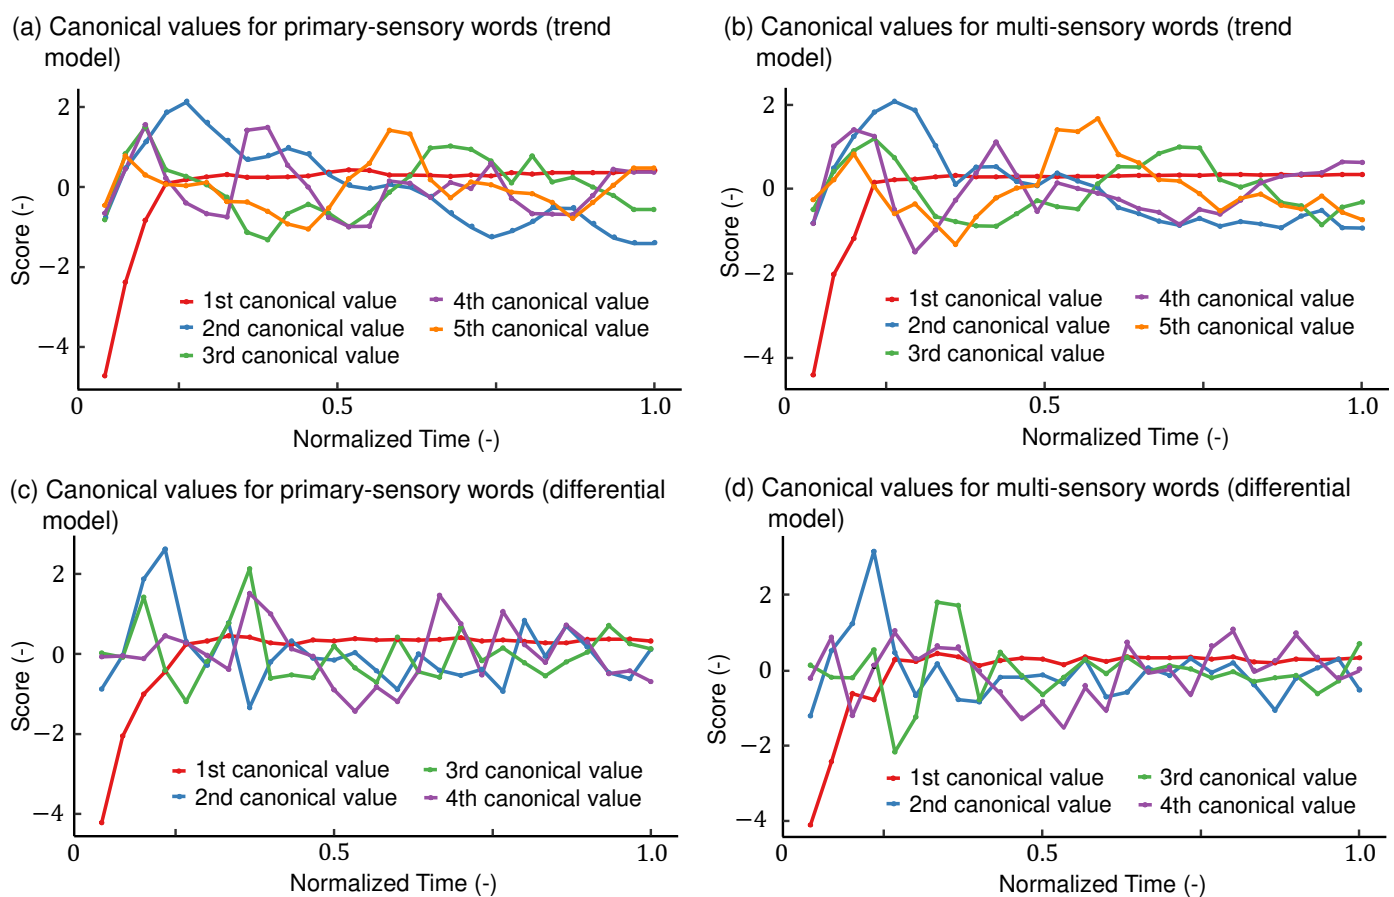 (a) Canonical values for primary-sensory words (trend
model)
2
0
−2
−4
Score (-)
1st canonical value
2nd canonical value
3rd canonical value
4th canonical value
5th canonical value
0
0.5
1.0
Normalized Time (-)
(b) Canonical values for multi-sensory words (trend
model)
2
0
−2
−4
Score (-)
1st canonical value
2nd canonical value
3rd canonical value
4th canonical value
5th canonical value
0
0.5
1.0
Normalized Time (-)
(c) Canonical values for primary-sensory words (differential
model)
2
0
−2
−4
Score (-)
1st canonical value
2nd canonical value
3rd canonical value
4th canonical value
0
0.5
1.0
Normalized Time (-)
(d) Canonical values for multi-sensory words (differential
model)
2
0
−2
−4
Score (-)
1st canonical value
2nd canonical value
3rd canonical value
4th canonical value
0
0.5
1.0
Normalized Time (-)